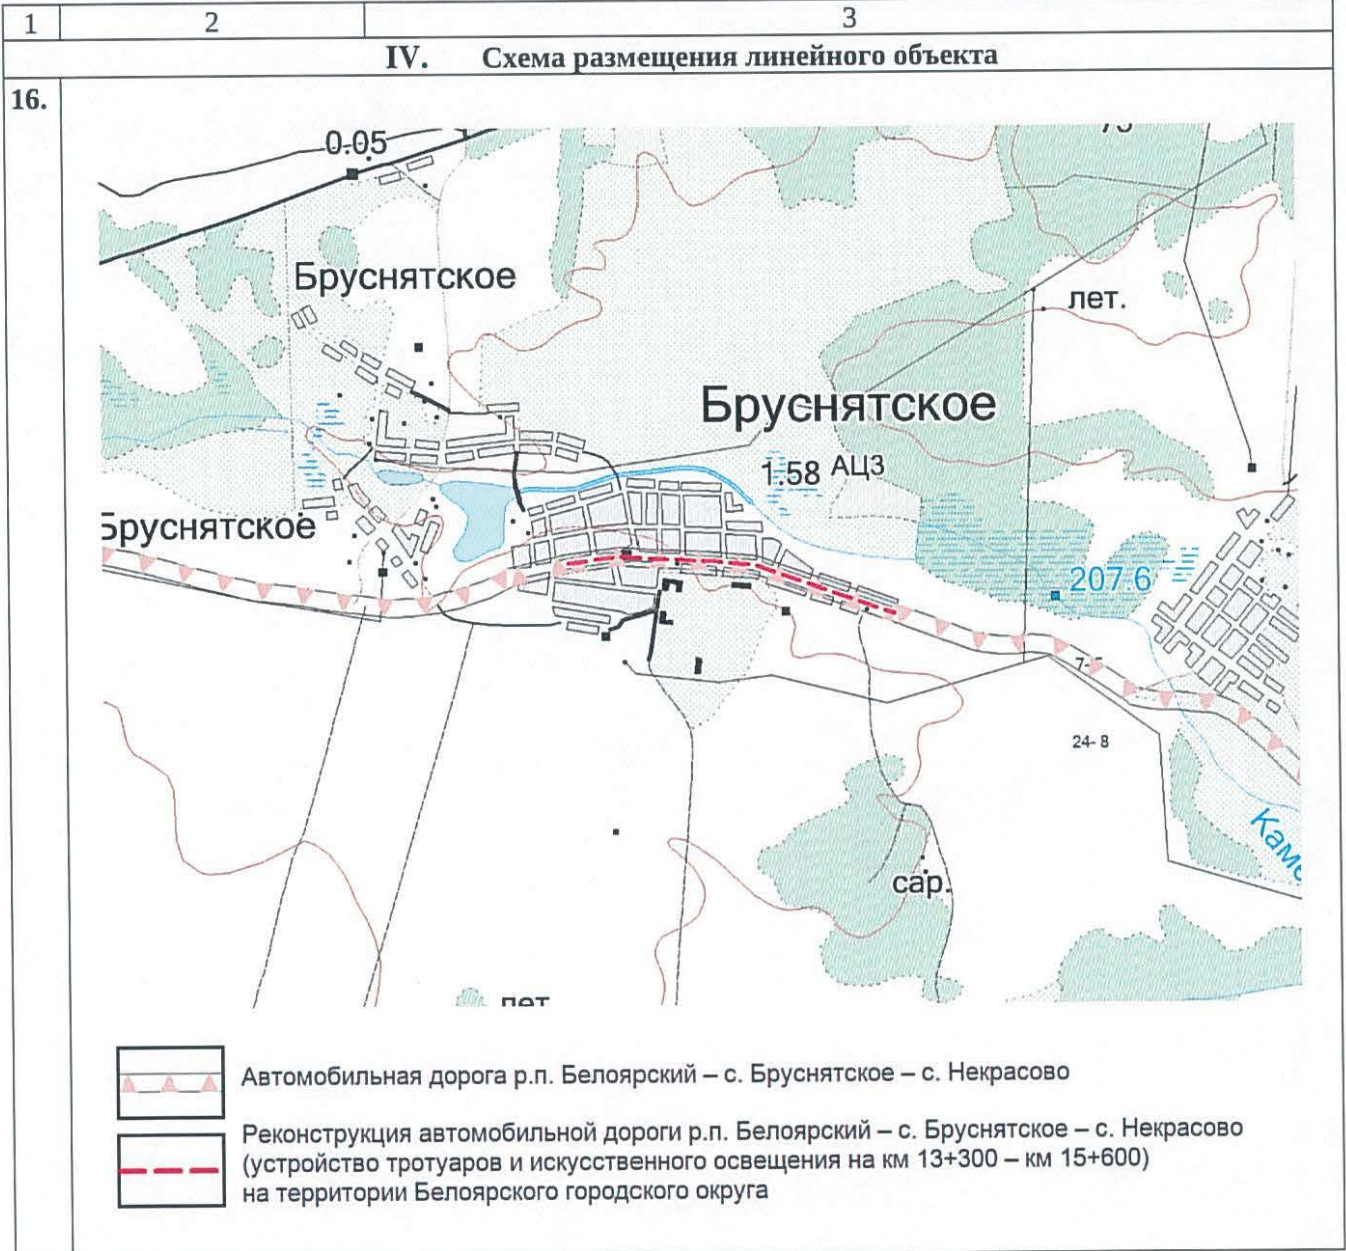 1 2 3
IV. Схема размещения линейного объекта
16.
0.05
Бруснятское
лет.
Бруснятское
1.58 АЦЗ
Бруснятское
207.6
24-8
сар.
Автомобильная дорога р.п. Белоярский – с. Бруснятское – с. Некрасово
Реконструкция автомобильной дороги р.п. Белоярский – с. Бруснятское – с. Некрасово
(устройство тротуаров и искусственного освещения на км 13+300 – км 15+600)
на территории Белоярского городского округа